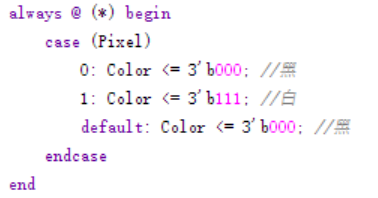 always @ (*) begin
case (Pixel)
0: Color <= 3'b000; //黑
1: Color <= 3'b111; //白
default: Color <= 3'b000; //黑
endcase
end